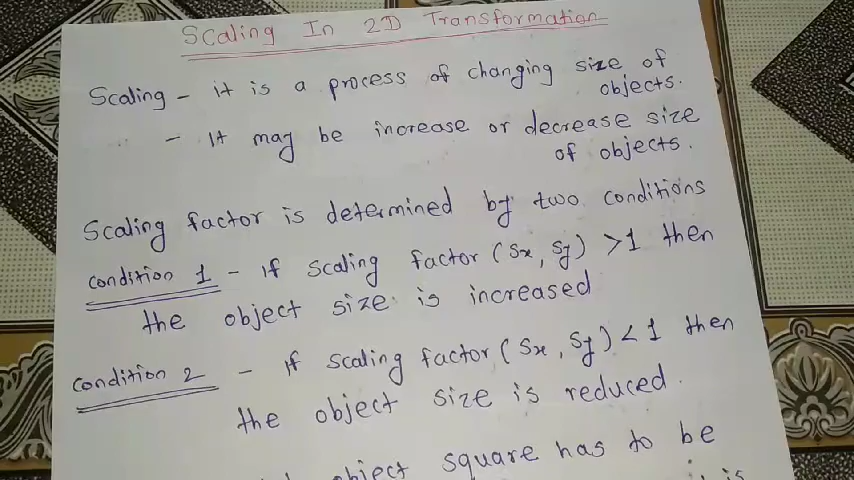 Scaling In 2D Transformation
Scaling - it is a process of changing size of
objects.
- It may be increase or decrease size
of objects.
Scaling factor is determined by two conditions
condition 1 - if scaling factor (Sx, Sy) >1 then
the object size is increased
condition 2 - if scaling factor (Sx, Sy) < 1 then
the object size is reduced.
object square has to be
is